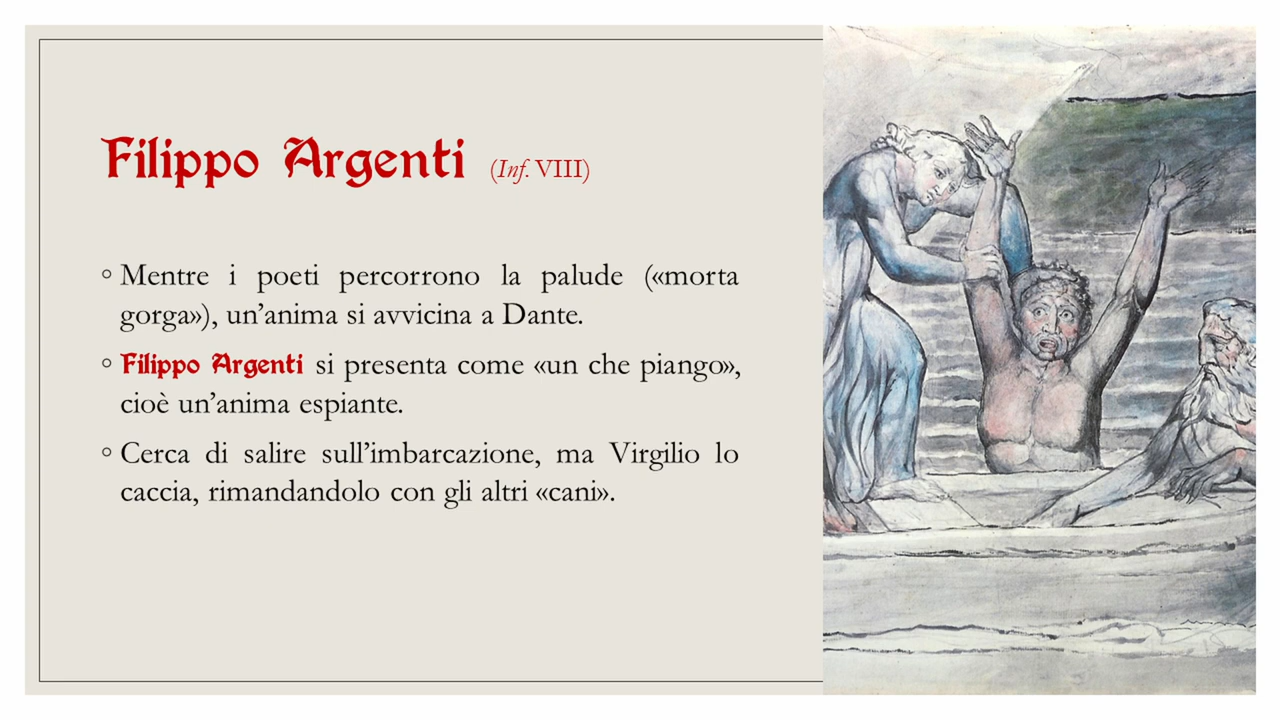 Filippo Argenti (Inf. VIII)
◦ Mentre i poeti percorrono la palude («morta
gorga»), un’anima si avvicina a Dante.
◦ Filippo Argenti si presenta come «un che piango»,
cioè un’anima espiante.
◦ Cerca di salire sull’imbarcazione, ma Virgilio lo
caccia, rimandandolo con gli altri «cani».